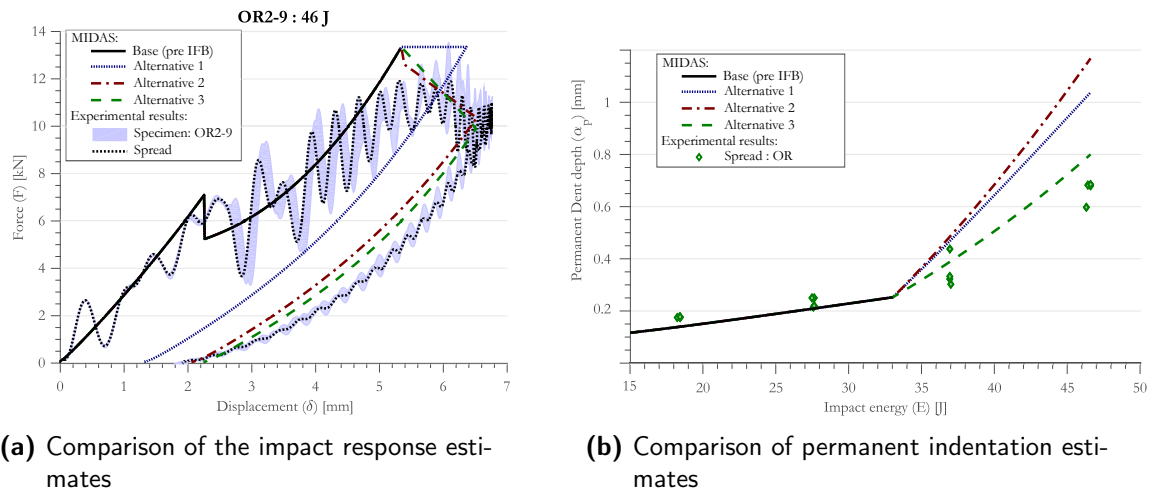 OR2-9 : 46 J
14
12
10
8
6
4
2
0
Force (F) [kN]
MIDAS:
Base (pre IFB)
Alternative 1
Alternative 2
Alternative 3
Experimental results:
Specimen: OR2-9
Spread
0 1 2 3 4 5 6 7
Displacement (δ) [mm]
1
0.8
0.6
0.4
0.2
Permanent Dent depth (αp) [mm]
MIDAS:
Base (pre IFB)
Alternative 1
Alternative 2
Alternative 3
Experimental results:
Spread : OR
15 20 25 30 35 40 45 50
Impact energy (E) [J]
(a) Comparison of the impact response esti-
mates
(b) Comparison of permanent indentation esti-
mates